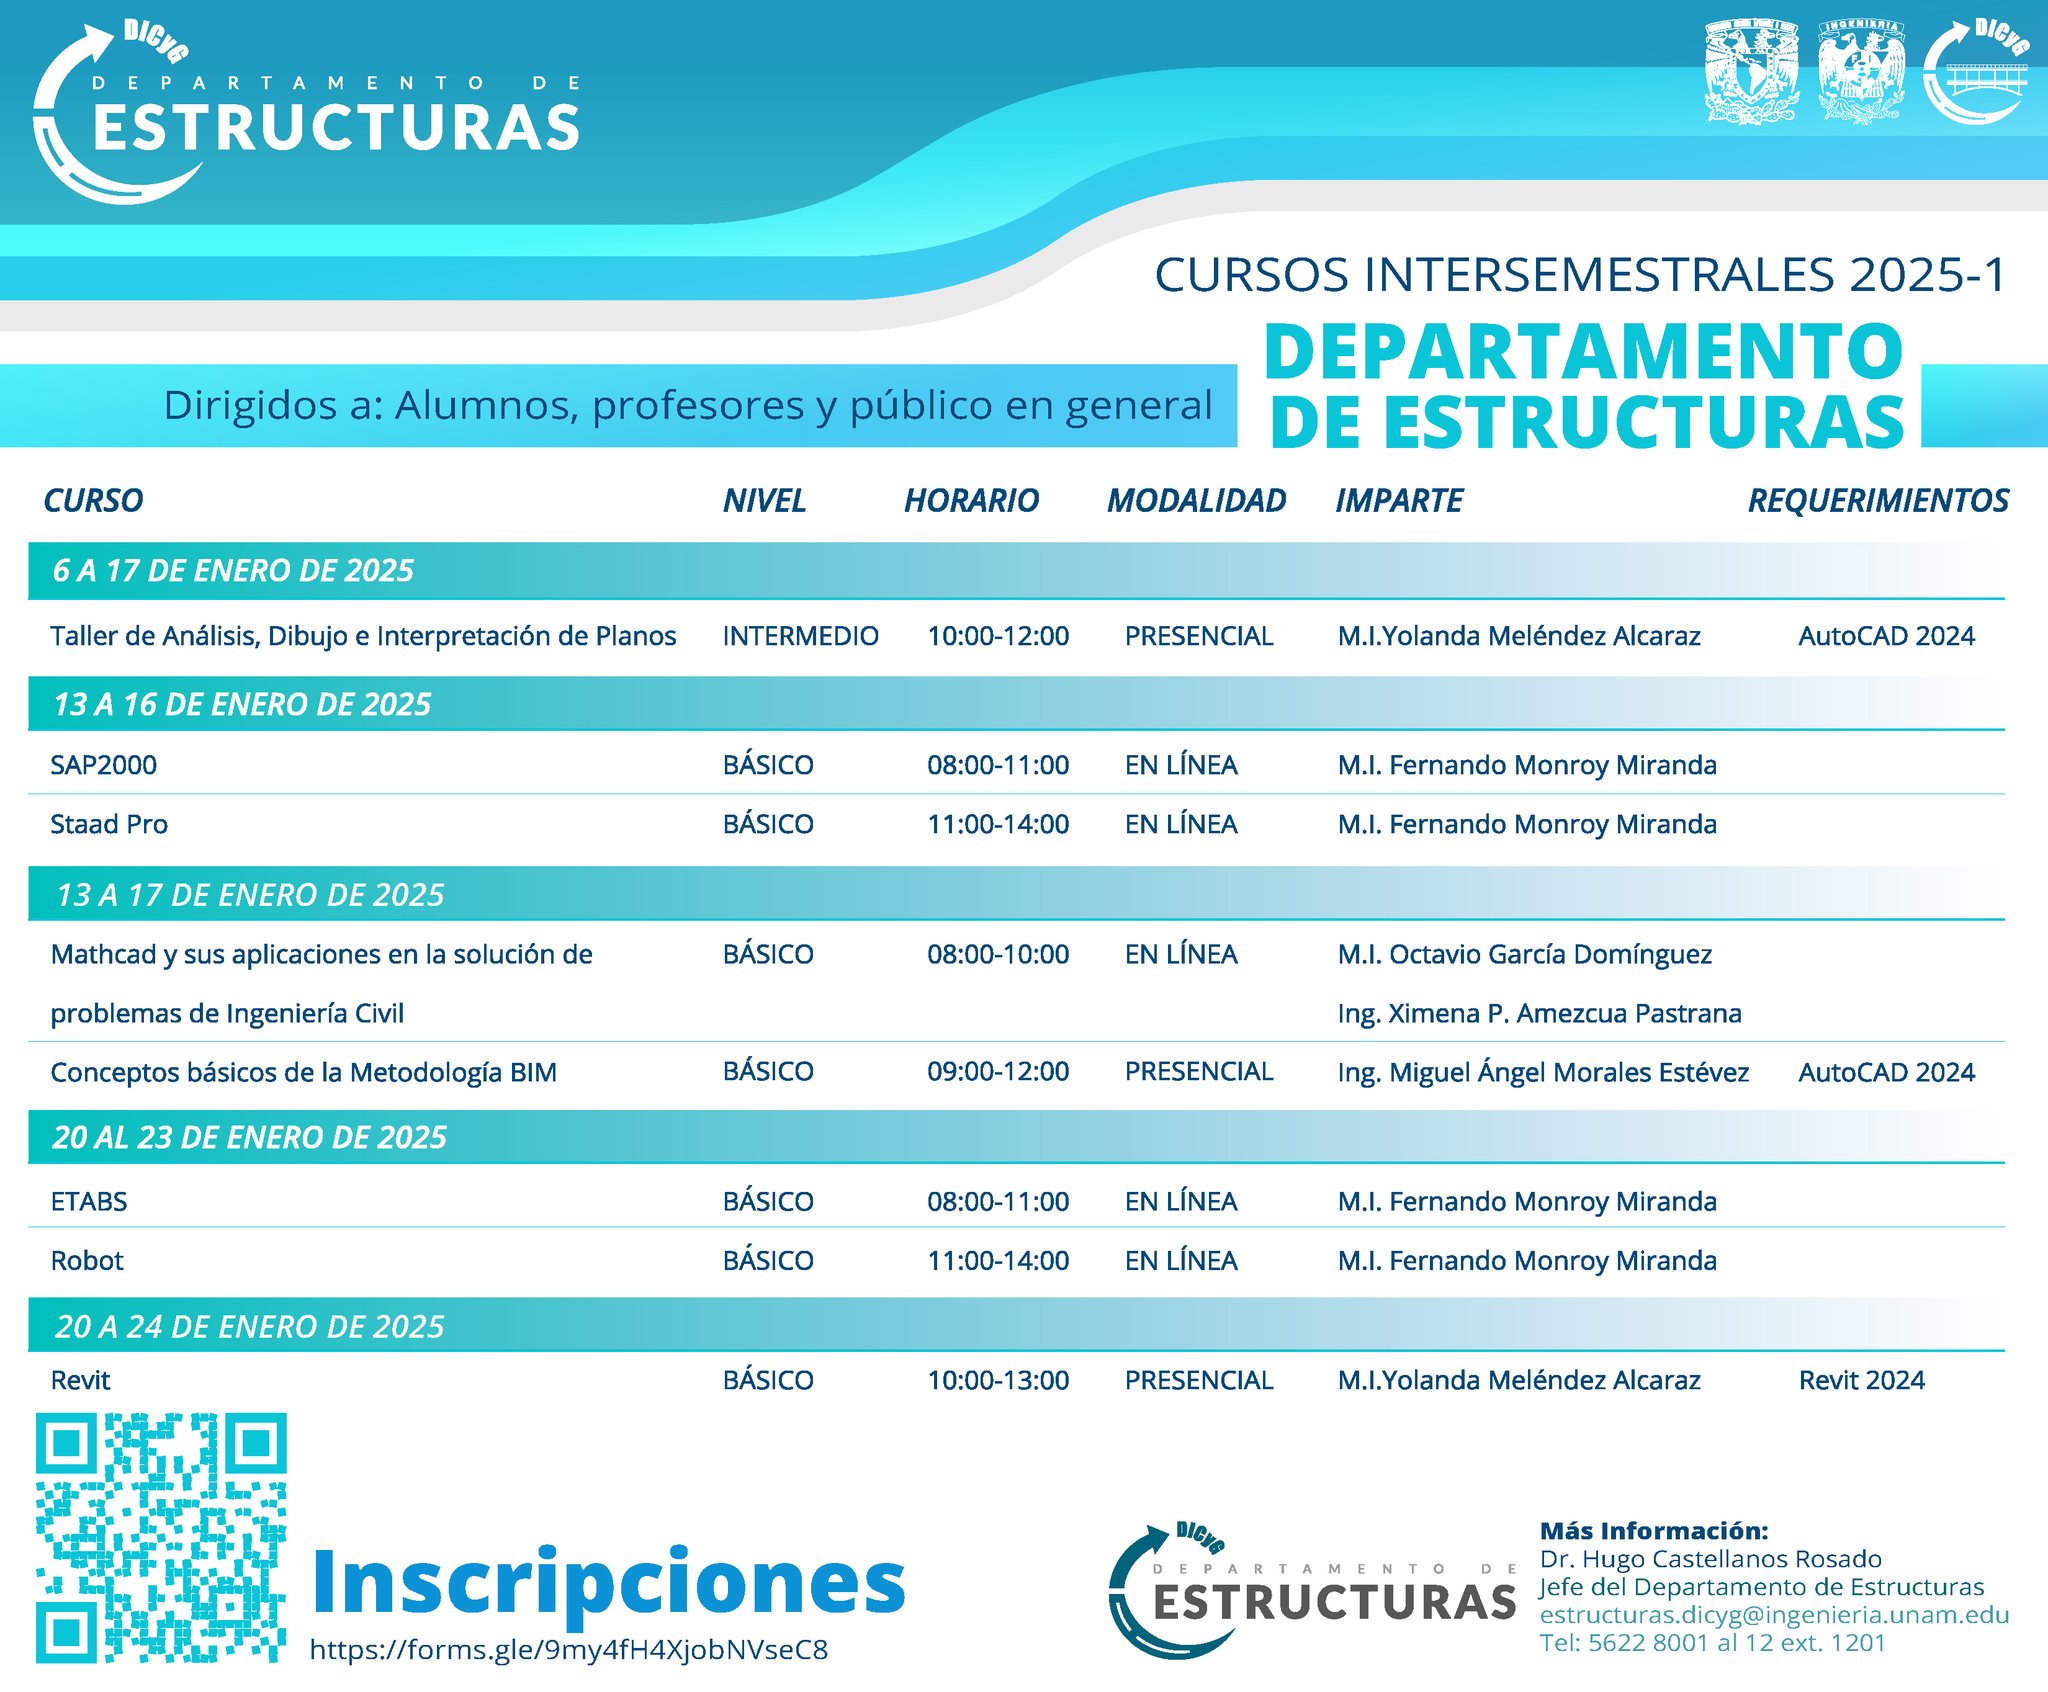 DICyG
DEPARTAMENTO DE
ESTRUCTURAS
INGENIERIA
DICyG
CURSOS INTERSEMESTRALES 2025-1
DEPARTAMENTO
DE ESTRUCTURAS
Dirigidos a: Alumnos, profesores y público en general
CURSO NIVEL HORARIO MODALIDAD IMPARTE REQUERIMIENTOS
6 A 17 DE ENERO DE 2025
Taller de Análisis, Dibujo e Interpretación de Planos INTERMEDIO 10:00-12:00 PRESENCIAL M.I.Yolanda Meléndez Alcaraz AutoCAD 2024
13 A 16 DE ENERO DE 2025
SAP2000 BÁSICO 08:00-11:00 EN LÍNEA M.I. Fernando Monroy Miranda
Staad Pro BÁSICO 11:00-14:00 EN LÍNEA M.I. Fernando Monroy Miranda
13 A 17 DE ENERO DE 2025
Mathcad y sus aplicaciones en la solución de BÁSICO 08:00-10:00 EN LÍNEA M.I. Octavio García Domínguez
problemas de Ingeniería Civil Ing. Ximena P. Amezcua Pastrana
Conceptos básicos de la Metodología BIM BÁSICO 09:00-12:00 PRESENCIAL Ing. Miguel Ángel Morales Estévez AutoCAD 2024
20 AL 23 DE ENERO DE 2025
ETABS BÁSICO 08:00-11:00 EN LÍNEA M.I. Fernando Monroy Miranda
Robot BÁSICO 11:00-14:00 EN LÍNEA M.I. Fernando Monroy Miranda
20 A 24 DE ENERO DE 2025
Revit BÁSICO 10:00-13:00 PRESENCIAL M.I.Yolanda Meléndez Alcaraz Revit 2024
Inscripciones
https://forms.gle/9my4fH4XjobNVseC8
DICyG
DEPARTAMENTO DE
ESTRUCTURAS
Más Información:
Dr. Hugo Castellanos Rosado
Jefe del Departamento de Estructuras
estructuras.dicyg@ingenieria.unam.edu
Tel: 5622 8001 al 12 ext. 1201